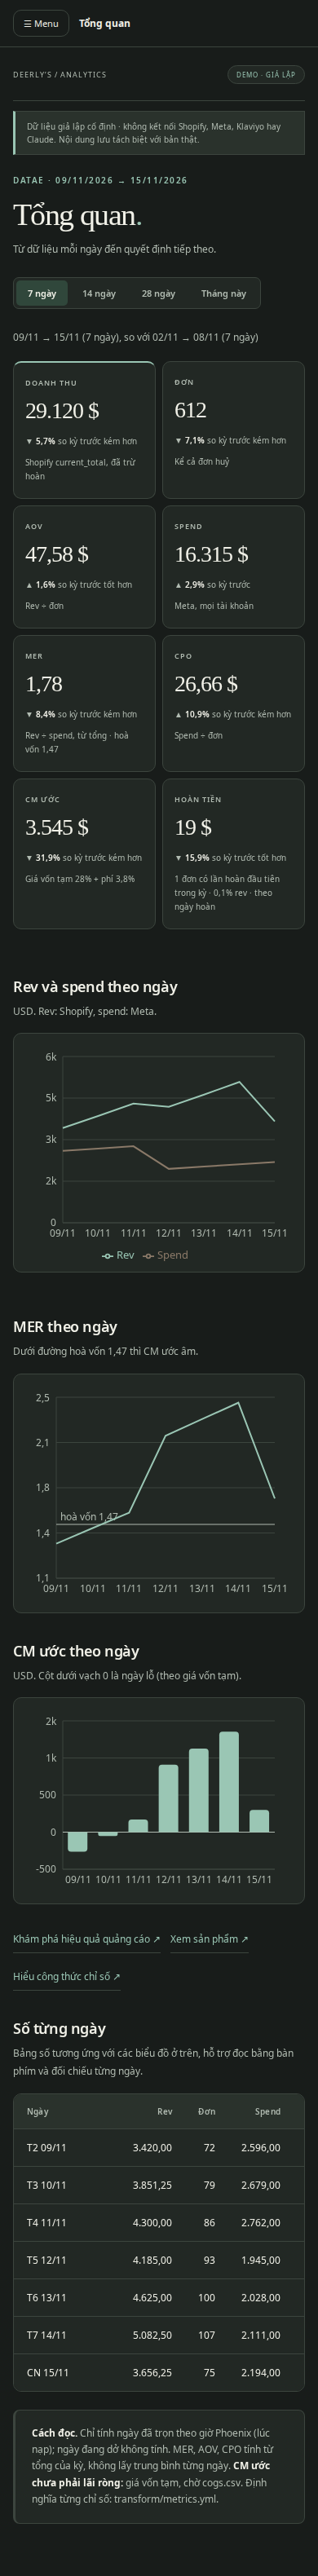 ☰ Menu
Tổng quan
DEERLY'S / ANALYTICS
DEMO · GIẢ LẬP
Dữ liệu giả lập cố định · không kết nối Shopify, Meta, Klaviyo hay
Claude. Nội dung lưu tách biệt với bản thật.
DATAE · 09/11/2026 → 15/11/2026
Tổng quan.
Từ dữ liệu mỗi ngày đến quyết định tiếp theo.
7 ngày
14 ngày
28 ngày
Tháng này
09/11 → 15/11 (7 ngày), so với 02/11 → 08/11 (7 ngày)
DOANH THU
29.120 $
▼ 5,7% so kỳ trước kém hơn
Shopify current_total, đã trừ
hoàn
ĐƠN
612
▼ 7,1% so kỳ trước kém hơn
Kể cả đơn huỷ
AOV
47,58 $
▲ 1,6% so kỳ trước tốt hơn
Rev ÷ đơn
SPEND
16.315 $
▲ 2,9% so kỳ trước
Meta, mọi tài khoản
MER
1,78
▼ 8,4% so kỳ trước kém hơn
Rev ÷ spend, từ tổng · hoà
vốn 1,47
CPO
26,66 $
▲ 10,9% so kỳ trước kém hơn
Spend ÷ đơn
CM ƯỚC
3.545 $
▼ 31,9% so kỳ trước kém hơn
Giá vốn tạm 28% + phí 3,8%
HOÀN TIỀN
19 $
▼ 15,9% so kỳ trước tốt hơn
1 đơn có lần hoàn đầu tiên
trong kỳ · 0,1% rev · theo
ngày hoàn
Rev và spend theo ngày
USD. Rev: Shopify, spend: Meta.
6k
5k
3k
2k
0
09/11 10/11 11/11 12/11 13/11 14/11 15/11
Rev
Spend
MER theo ngày
Dưới đường hoà vốn 1,47 thì CM ước âm.
2,5
2,1
1,8
hoà vốn 1,47
1,4
1,1
09/11 10/11 11/11 12/11 13/11 14/11 15/11
CM ước theo ngày
USD. Cột dưới vạch 0 là ngày lỗ (theo giá vốn tạm).
2k
1k
500
0
-500
09/11 10/11 11/11 12/11 13/11 14/11 15/11
Khám phá hiệu quả quảng cáo ↗
Xem sản phẩm ↗
Hiểu công thức chỉ số ↗
Số từng ngày
Bảng số tương ứng với các biểu đồ ở trên, hỗ trợ đọc bằng bàn
phím và đối chiếu từng ngày.
Ngày Rev Đơn Spend
T2 09/11 3.420,00 72 2.596,00
T3 10/11 3.851,25 79 2.679,00
T4 11/11 4.300,00 86 2.762,00
T5 12/11 4.185,00 93 1.945,00
T6 13/11 4.625,00 100 2.028,00
T7 14/11 5.082,50 107 2.111,00
CN 15/11 3.656,25 75 2.194,00
Cách đọc. Chỉ tính ngày đã trọn theo giờ Phoenix (lúc
nạp); ngày đang dở không tính. MER, AOV, CPO tính từ
tổng của kỳ, không lấy trung bình từng ngày. CM ước
chưa phải lãi ròng: giá vốn tạm, chờ cogs.csv. Định
nghĩa từng chỉ số: transform/metrics.yml.